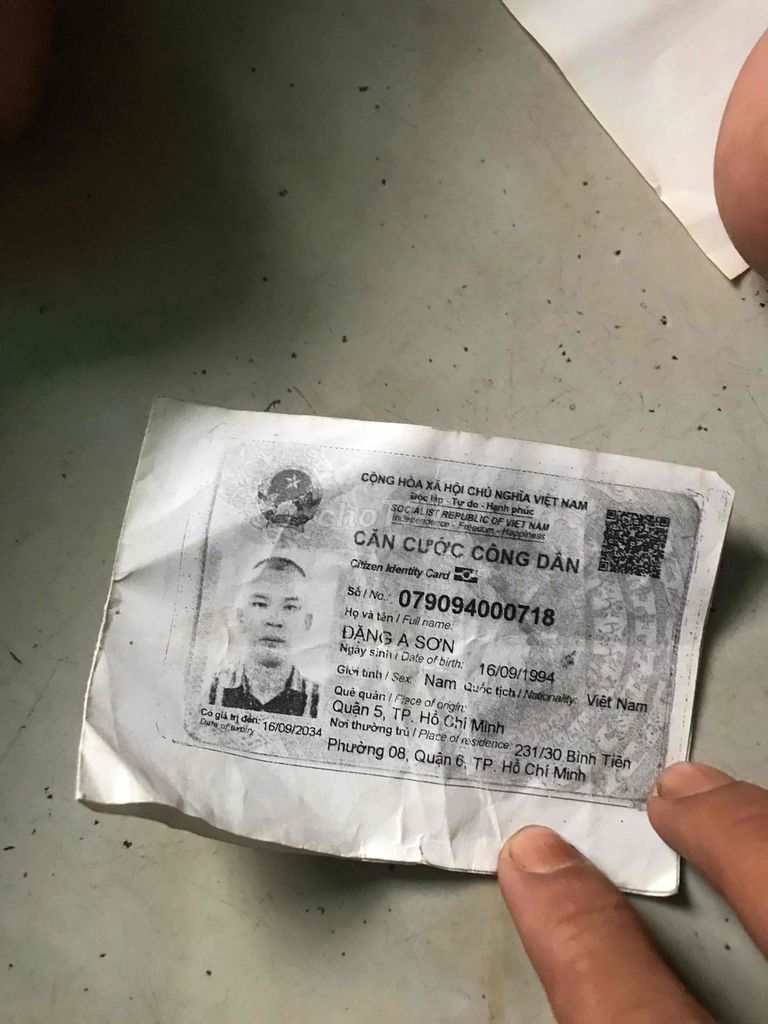 CỘNG HÒA XÃ HỘI CHỦ NGHĨA VIỆT NAM
Độc lập - Tự do - Hạnh phúc
SOCIALIST REPUBLIC OF VIET NAM
Independence - Freedom - Happiness
CĂN CƯỚC CÔNG DÂN
Citizen Identity Card
Số / No.: 079094000718
Họ và tên / Full name:
ĐẶNG A SƠN
Ngày sinh / Date of birth: 16/09/1994
Giới tính / Sex: Nam Quốc tịch / Nationality: Việt Nam
Quê quán / Place of origin:
Quận 5, TP. Hồ Chí Minh
Nơi thường trú / Place of residence: 231/30 Bình Tiên
Phường 08, Quận 6, TP. Hồ Chí Minh
Có giá trị đến: 16/09/2034
Date of expiry